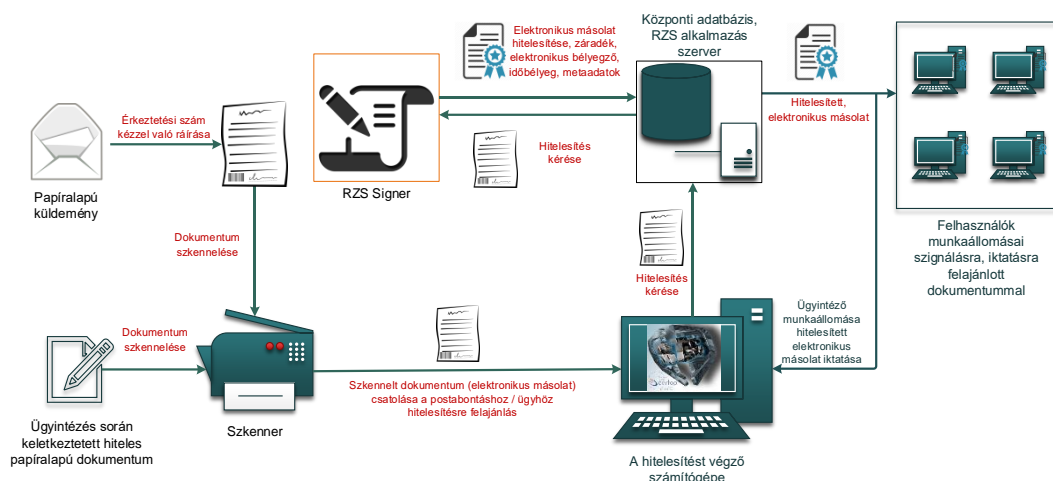 Elektronikus másolat
hitelesítése, záradék,
elektronikus bélyegző,
időbélyeg, metaadatok
Központi adatbázis,
RZS alkalmazás
szerver
Érkeztetési szám
kézzel való ráírása
Papíralapú
küldemény
RZS Signer
Hitelesítés
kérése
Hitelesített,
elektronikus másolat
Felhasználók
munkaállomásai
szignálásra, iktatásra
felajánlott
dokumentummal
Dokumentum
szkennelése
Hitelesítés
kérése
Ügyintéző
munkaállomása
hitelesített
elektronikus
másolat iktatása
Dokumentum
szkennelése
Szkennelt dokumentum (elektronikus másolat)
csatolása a postabontáshoz / ügyhöz
hitelesítésre felajánlás
Ügyintézés során
keletkeztetett hiteles
papíralapú dokumentum
Szkenner
A hitelesítést végző
számítógépe